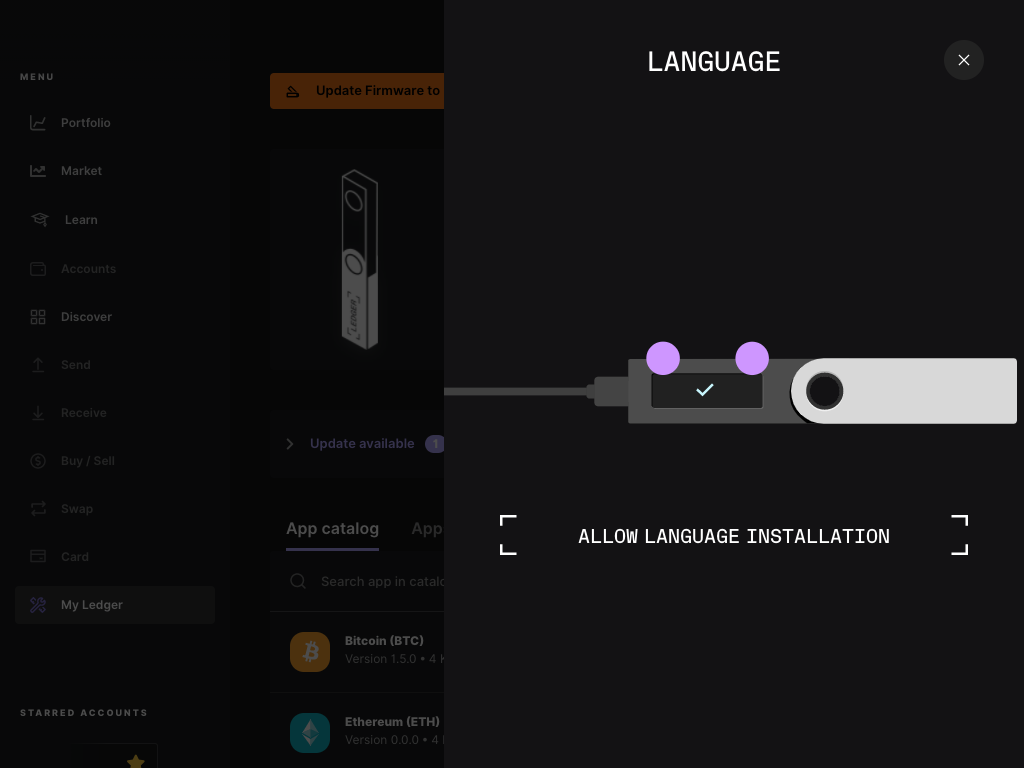 LANGUAGE
MENU
Update Firmware to
Portfolio
Market
Learn
Accounts
Discover
Send
LEDGER
Receive
Update available 1
Buy / Sell
Swap
App catalog App
ALLOW LANGUAGE INSTALLATION
Card
Search app in catalo
My Ledger
Bitcoin (BTC)
Version 1.5.0 • 4 K
STARRED ACCOUNTS
Ethereum (ETH)
Version 0.0.0 • 4